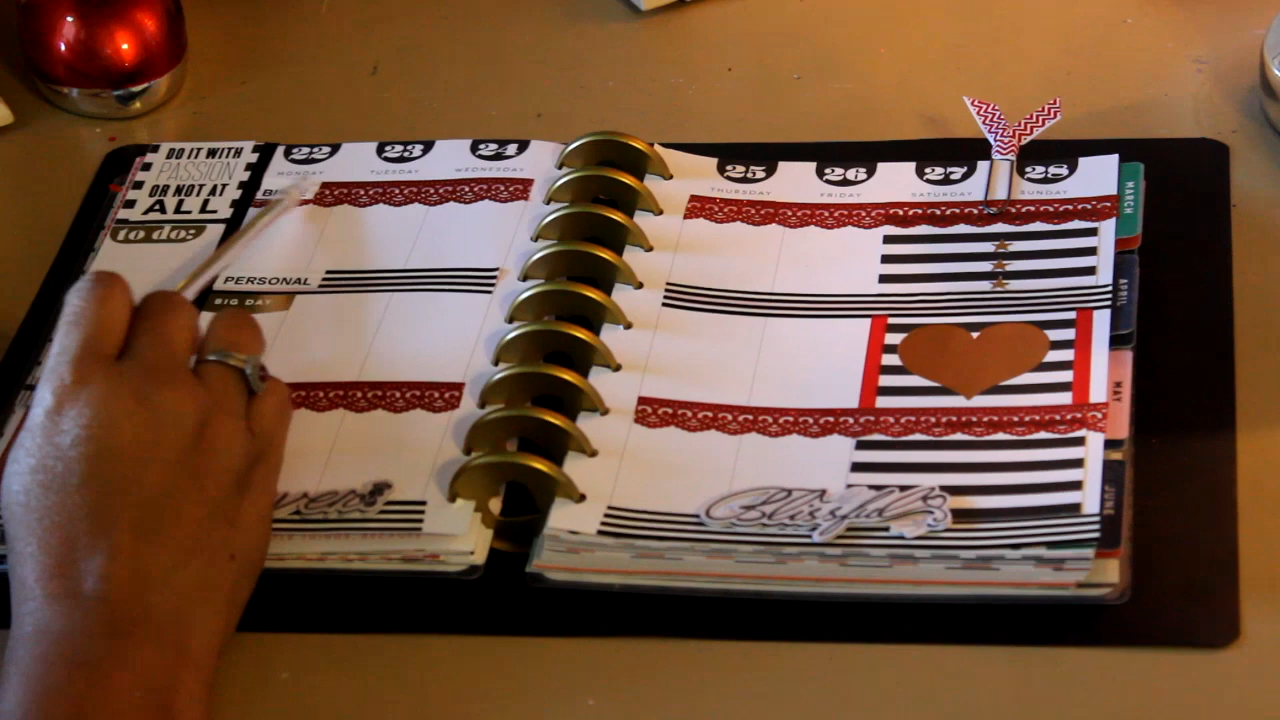 DO IT WITH
PASSION
OR NOT AT
ALL
to do:
22
MONDAY
23
TUESDAY
24
WEDNESDAY
PERSONAL
BIG DAY
25
THURSDAY
26
FRIDAY
27
SATURDAY
28
SUNDAY
Blissful
MARCH
APRIL
MAY
JUNE